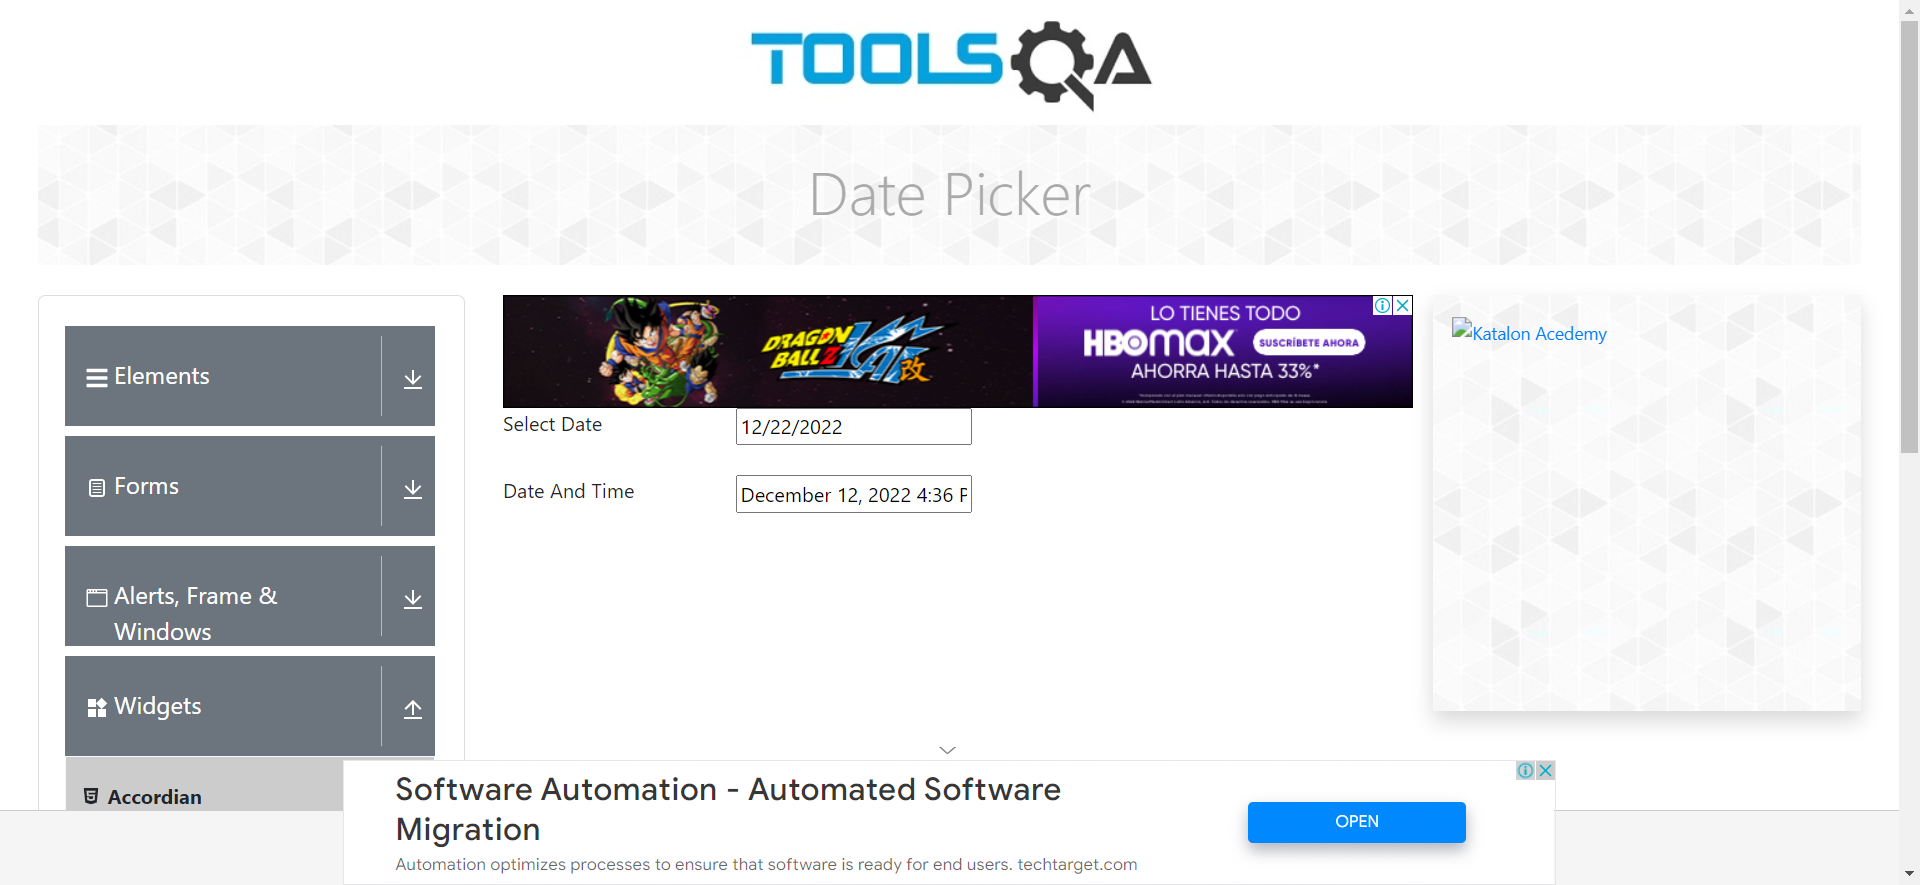 TOOLSQA
Date Picker
Elements
Forms
Alerts, Frame &
Windows
Widgets
Accordian
DRAGON
BALL Z
KAI
改
LO TIENES TODO
HBOmax
SUSCRÍBETE AHORA
AHORRA HASTA 33%*
Select Date
12/22/2022
Date And Time
December 12, 2022 4:36 P
Katalon Acedemy
Software Automation - Automated Software
Migration
Automation optimizes processes to ensure that software is ready for end users. techtarget.com
OPEN